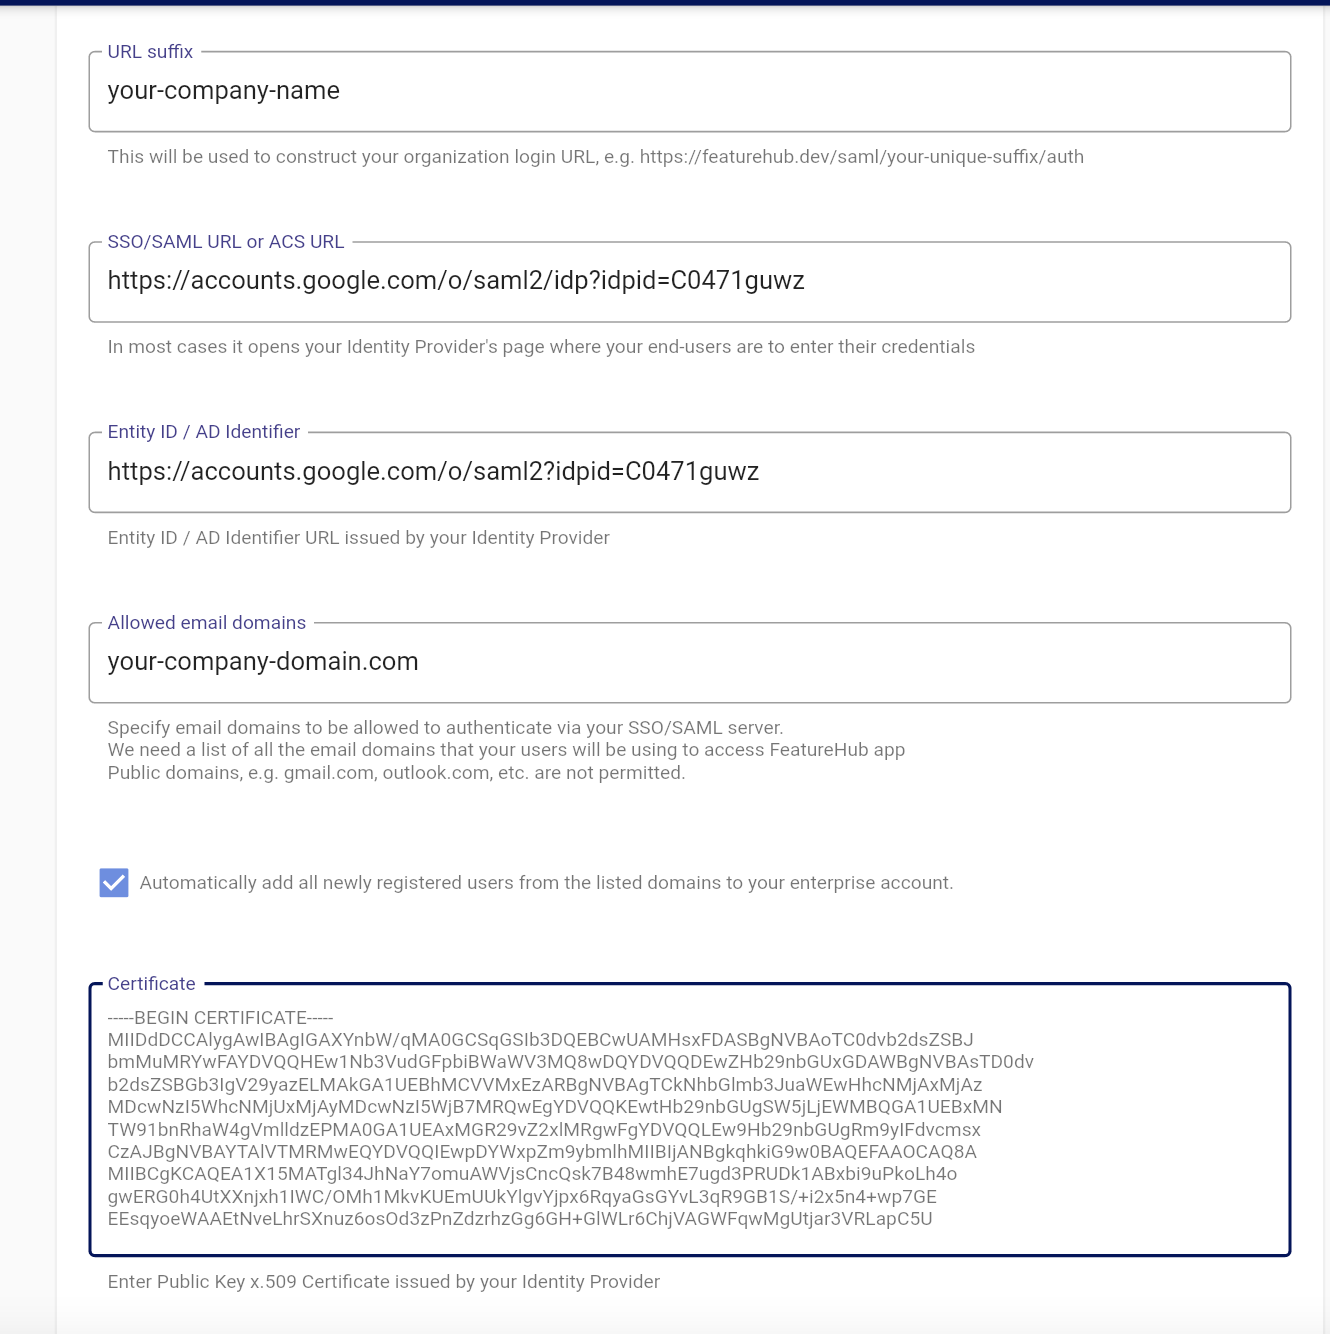 URL suffix
your-company-name
This will be used to construct your organization login URL, e.g. https://featurehub.dev/saml/your-unique-suffix/auth
SSO/SAML URL or ACS URL
https://accounts.google.com/o/saml2/idp?idpid=C0471guwz
In most cases it opens your Identity Provider's page where your end-users are to enter their credentials
Entity ID / AD Identifier
https://accounts.google.com/o/saml2?idpid=C0471guwz
Entity ID / AD Identifier URL issued by your Identity Provider
Allowed email domains
your-company-domain.com
Specify email domains to be allowed to authenticate via your SSO/SAML server.
We need a list of all the email domains that your users will be using to access FeatureHub app
Public domains, e.g. gmail.com, outlook.com, etc. are not permitted.
Automatically add all newly registered users from the listed domains to your enterprise account.
Certificate
-----BEGIN CERTIFICATE-----
MIIDdDCCAlygAwIBAgIGAXYnbW/qMA0GCSqGSIb3DQEBCwUAMHsxFDASBgNVBAoTC0dvb2dsZSBJ
bmMuMRYwFAYDVQQHEw1Nb3VudGFpbiBWaWV3MQ8wDQYDVQQDEwZHb29nbGUxGDAWBgNVBAsTD0dv
b2dsZSBGb3IgV29yazELMAkGA1UEBhMCVVMxEzARBgNVBAgTCkNhbGlmb3JuaWEwHhcNMjAxMjAz
MDcwNzI5WhcNMjUxMjAyMDcwNzI5WjB7MRQwEgYDVQQKEwtHb29nbGUgSW5jLjEWMBQGA1UEBxMN
TW91bnRhaW4gVmlldzEPMA0GA1UEAxMGR29vZ2xlMRgwFgYDVQQLEw9Hb29nbGUgRm9yIFdvcmsx
CzAJBgNVBAYTAlVTMRMwEQYDVQQIEwpDYWxpZm9ybmlhMIIBIjANBgkqhkiG9w0BAQEFAAOCAQ8A
MIIBCgKCAQEA1X15MATgl34JhNaY7omuAWVjsCncQsk7B48wmhE7ugd3PRUDk1ABxbi9uPkoLh4o
gwERG0h4UtXXnjxh1IWC/OMh1MkvKUEmUUkYlgvYjpx6RqyaGsGYvL3qR9GB1S/+i2x5n4+wp7GE
EEsqyoeWAAEtNveLhrSXnuz6osOd3zPnZdzrhzGg6GH+GlWLr6ChjVAGWFqwMgUtjar3VRLapC5U
Enter Public Key x.509 Certificate issued by your Identity Provider